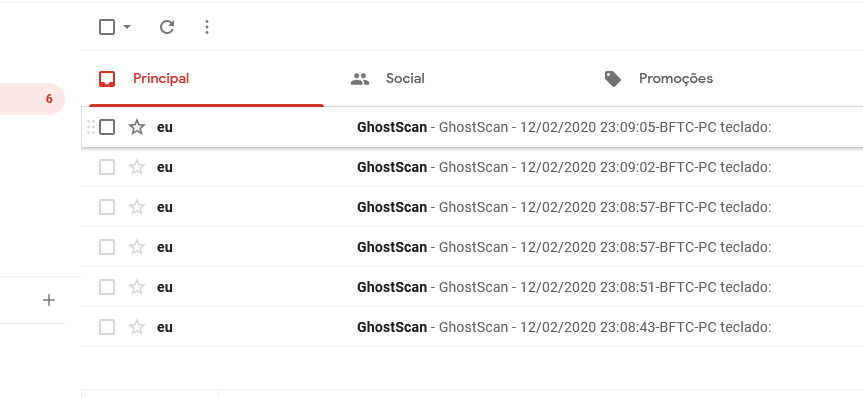 Principal Social Promoções
6
eu GhostScan - GhostScan - 12/02/2020 23:09:05-BFTC-PC teclado:
eu GhostScan - GhostScan - 12/02/2020 23:09:02-BFTC-PC teclado:
eu GhostScan - GhostScan - 12/02/2020 23:08:57-BFTC-PC teclado:
eu GhostScan - GhostScan - 12/02/2020 23:08:57-BFTC-PC teclado:
eu GhostScan - GhostScan - 12/02/2020 23:08:51-BFTC-PC teclado:
eu GhostScan - GhostScan - 12/02/2020 23:08:43-BFTC-PC teclado: